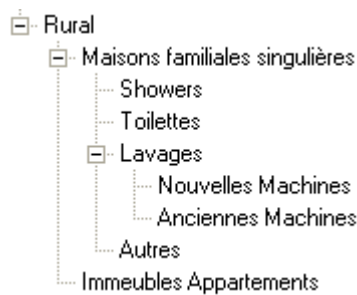 Rural
Maisons familiales singulières
Showers
Toilettes
Lavages
Nouvelles Machines
Anciennes Machines
Autres
Immeubles Appartements